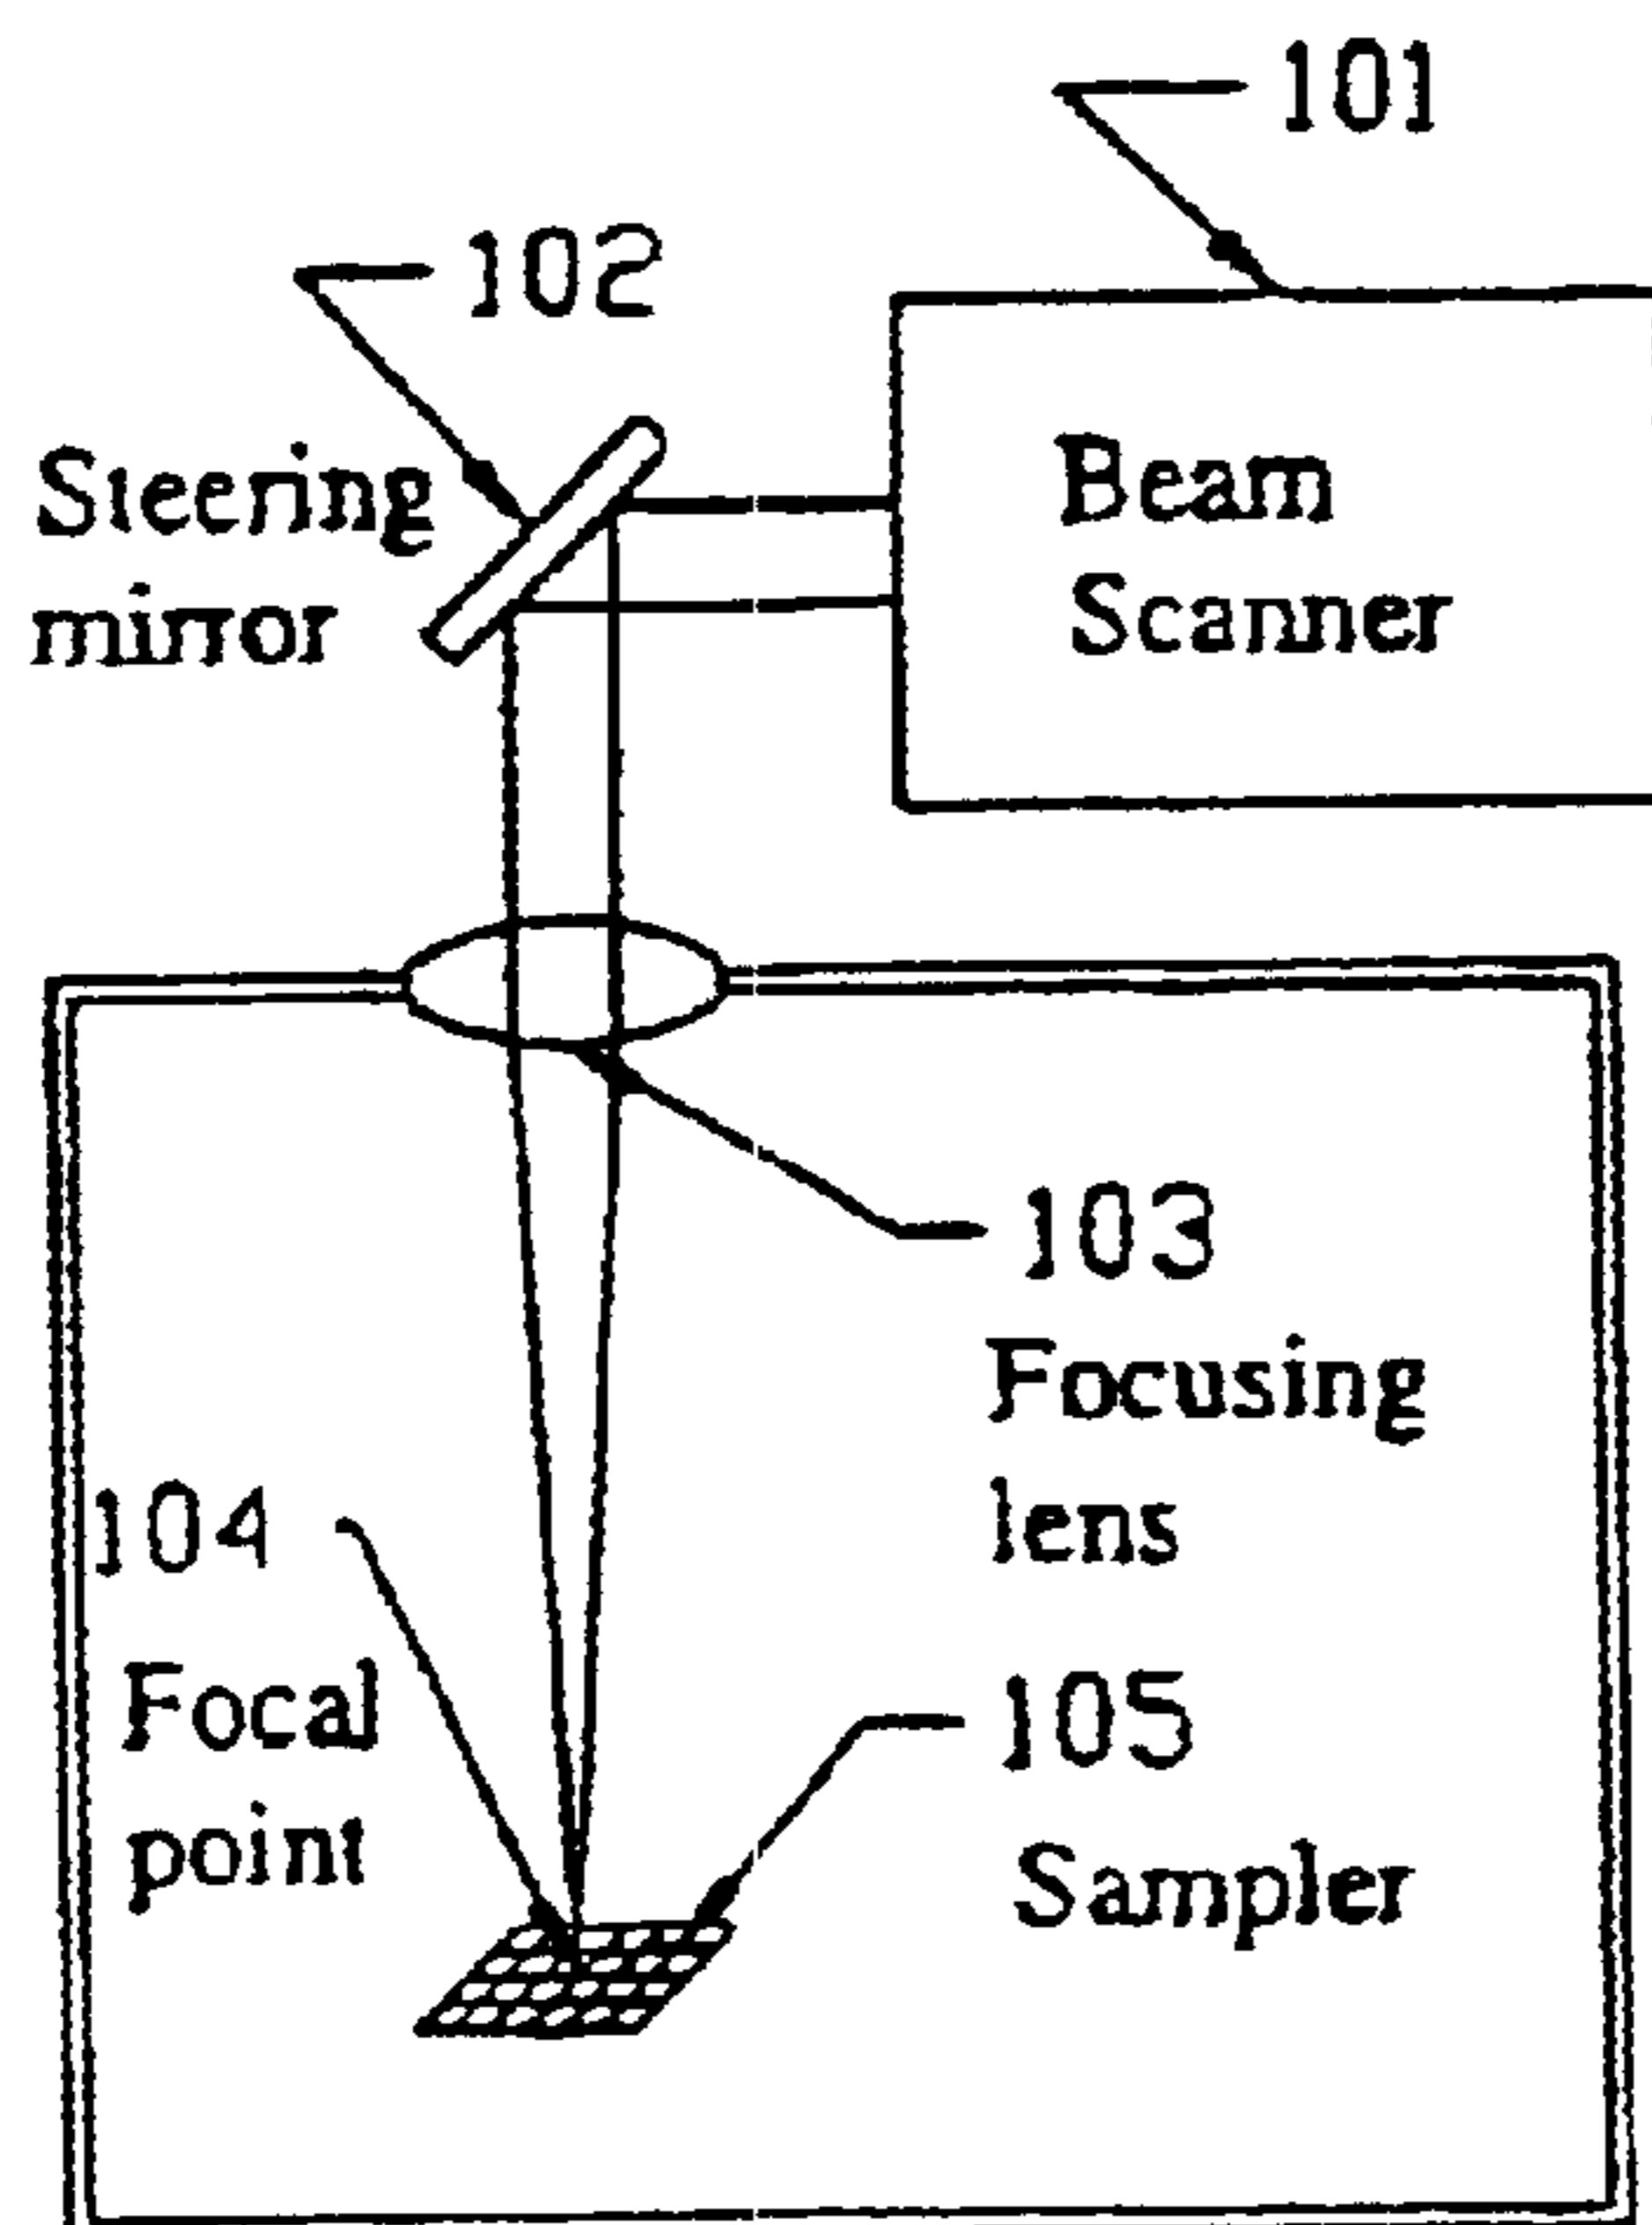 101
102
Steering
mirror
Beam
Scanner
103
Focusing
lens
104
Focal
point
105
Sampler